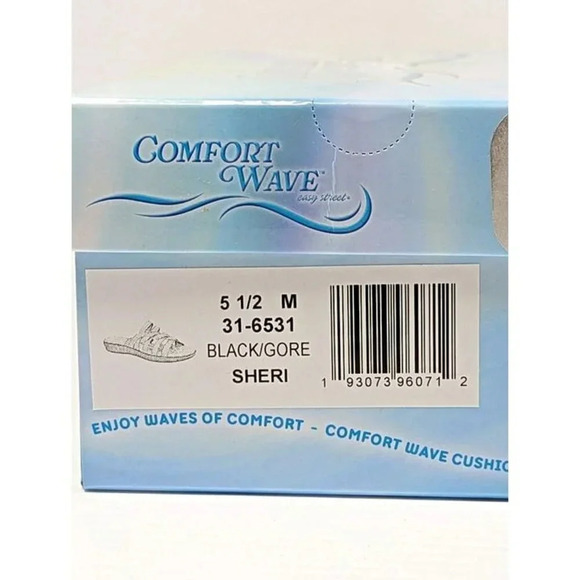 COMFORT
WAVE™
easy street®
5 1/2 M
31-6531
BLACK/GORE
SHERI
1 93073 96071 2
ENJOY WAVES OF COMFORT - COMFORT WAVE CUSHIO